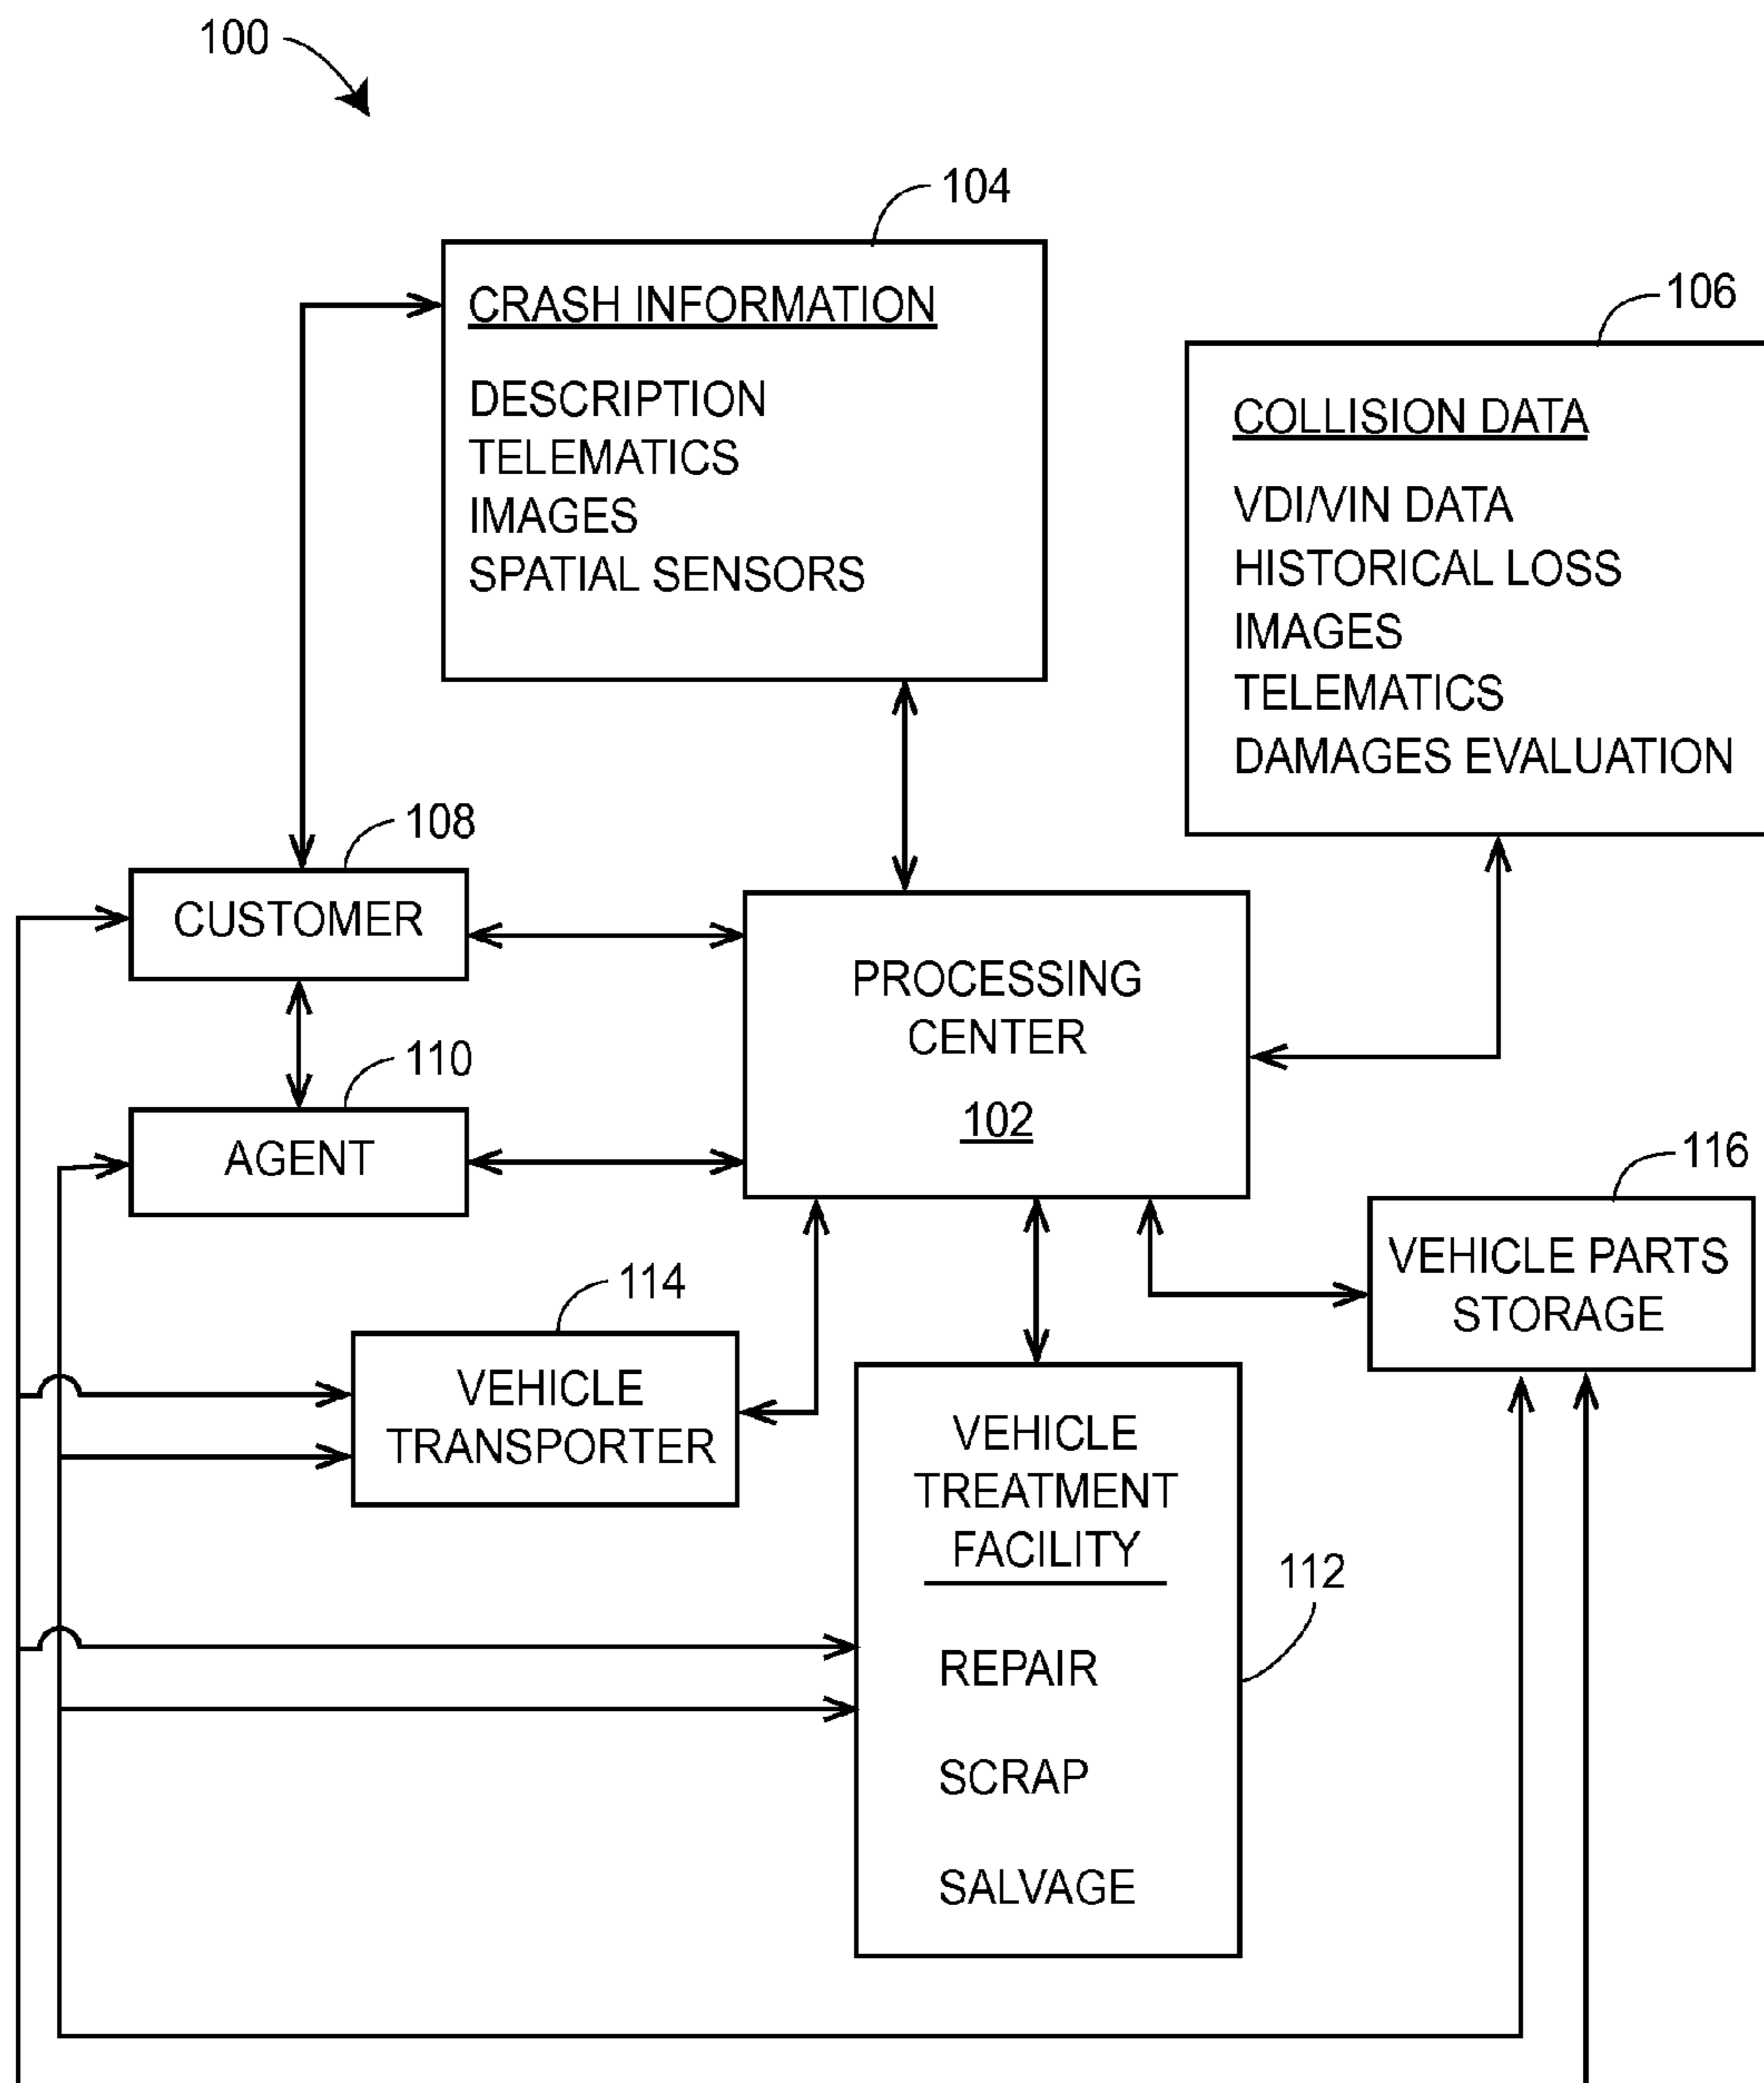 100
104
CRASH INFORMATION
DESCRIPTION
TELEMATICS
IMAGES
SPATIAL SENSORS
106
COLLISION DATA
VDI/VIN DATA
HISTORICAL LOSS
IMAGES
TELEMATICS
DAMAGES EVALUATION
108
CUSTOMER
PROCESSING
CENTER
102
110
AGENT
116
VEHICLE PARTS
STORAGE
114
VEHICLE
TRANSPORTER
VEHICLE
TREATMENT
FACILITY
112
REPAIR
SCRAP
SALVAGE